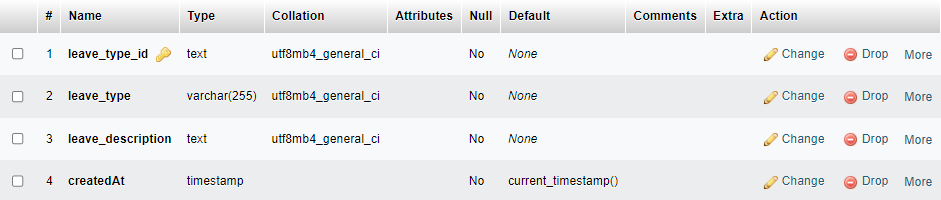 # Name Type Collation Attributes Null Default Comments Extra Action
1 leave_type_id text utf8mb4_general_ci No None Change Drop More
2 leave_type varchar(255) utf8mb4_general_ci No None Change Drop More
3 leave_description text utf8mb4_general_ci No None Change Drop More
4 createdAt timestamp No current_timestamp() Change Drop More